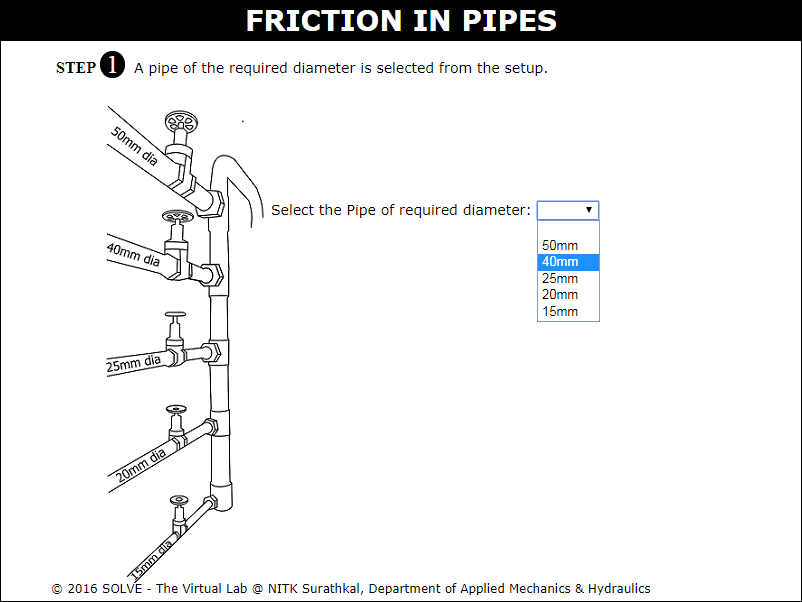 FRICTION IN PIPES
STEP 1 A pipe of the required diameter is selected from the setup.
50mm dia
Select the Pipe of required diameter:
50mm
40mm
25mm
20mm
15mm
40mm dia
25mm dia
20mm dia
15mm dia
© 2016 SOLVE - The Virtual Lab @ NITK Surathkal, Department of Applied Mechanics & Hydraulics